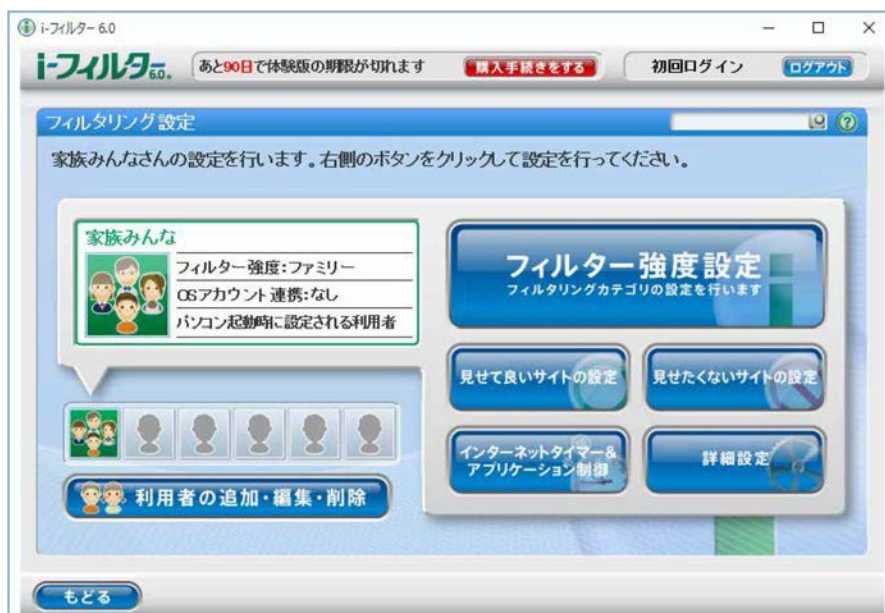 i-フィルター 6.0
i-フィルター 6.0.
あと90日で体験版の期限が切れます
購入手続きをする
初回ログイン
ログアウト
フィルタリング設定
家族みんなさんの設定を行います。右側のボタンをクリックして設定を行ってください。
家族みんな
フィルター強度:ファミリー
OSアカウント連携:なし
パソコン起動時に設定される利用者
フィルター強度設定
フィルタリングカテゴリの設定を行います
見せて良いサイトの設定
見せたくないサイトの設定
インターネットタイマー&
アプリケーション制御
詳細設定
利用者の追加・編集・削除
もどる